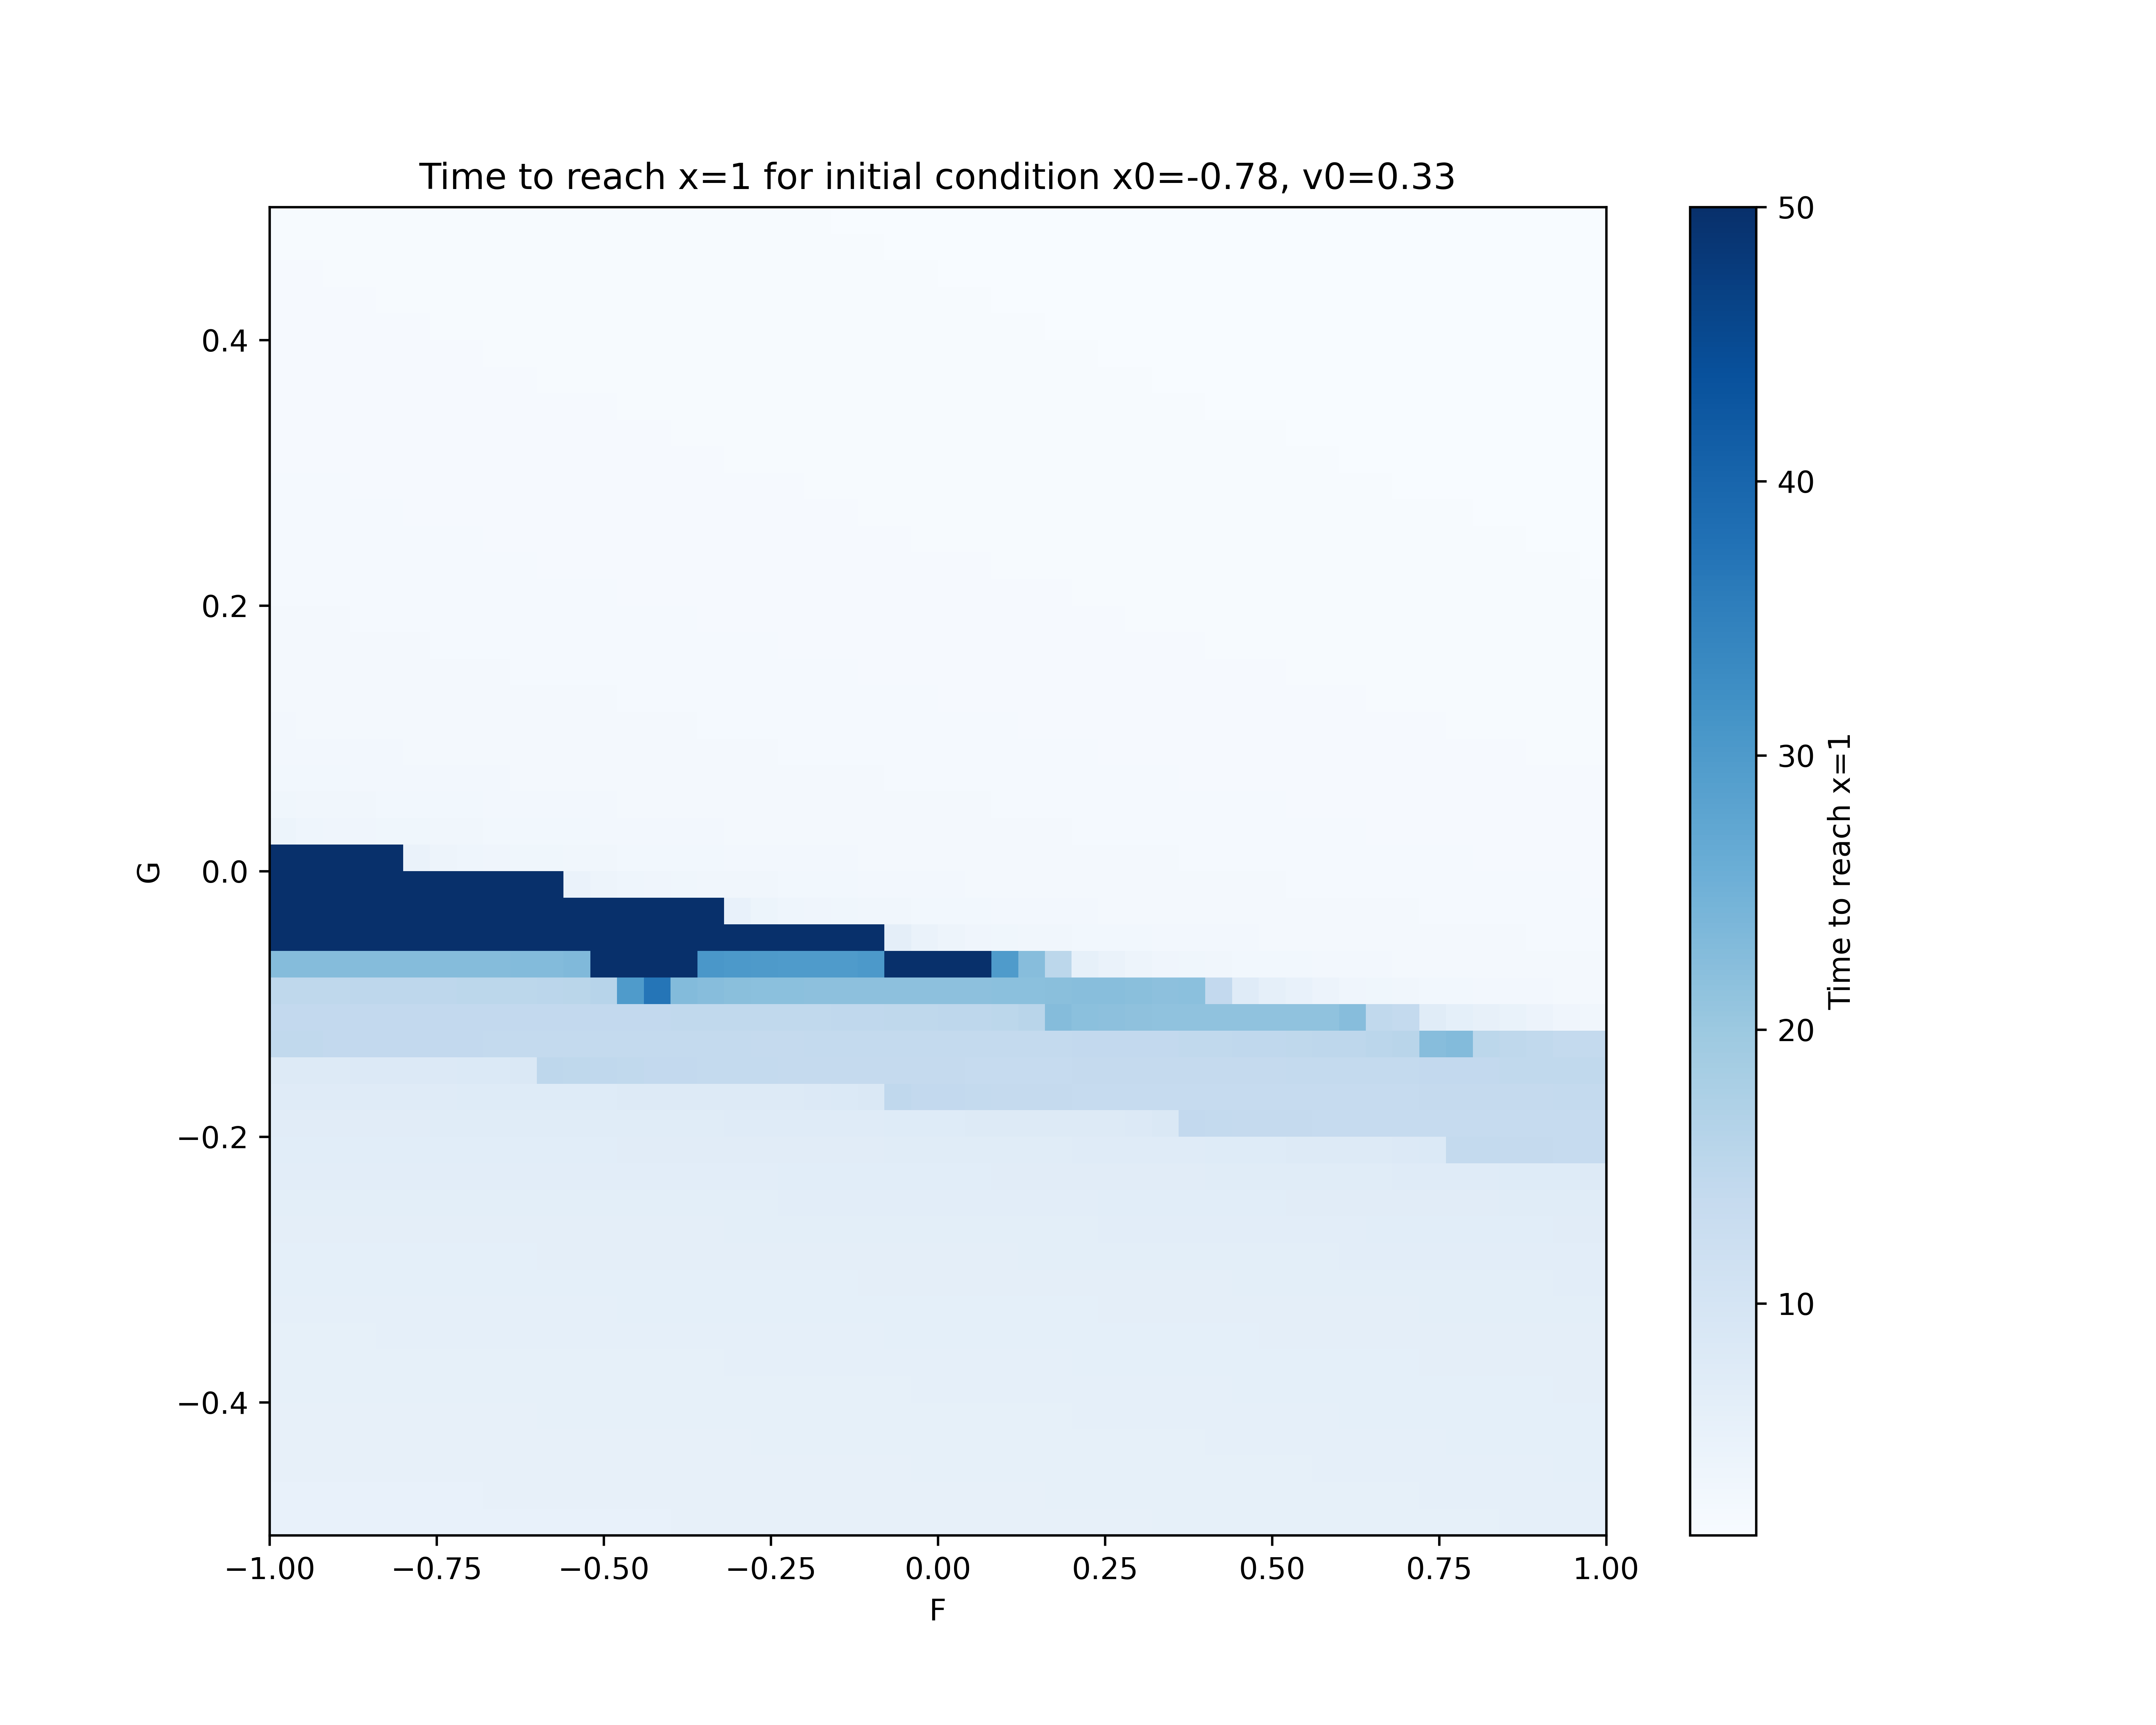 Time to reach x=1 for initial condition x0=-0.78, v0=0.33
G
0.4
0.2
0.0
−0.2
−0.4
−1.00 −0.75 −0.50 −0.25 0.00 0.25 0.50 0.75 1.00
F
50
40
30
20
10
Time to reach x=1